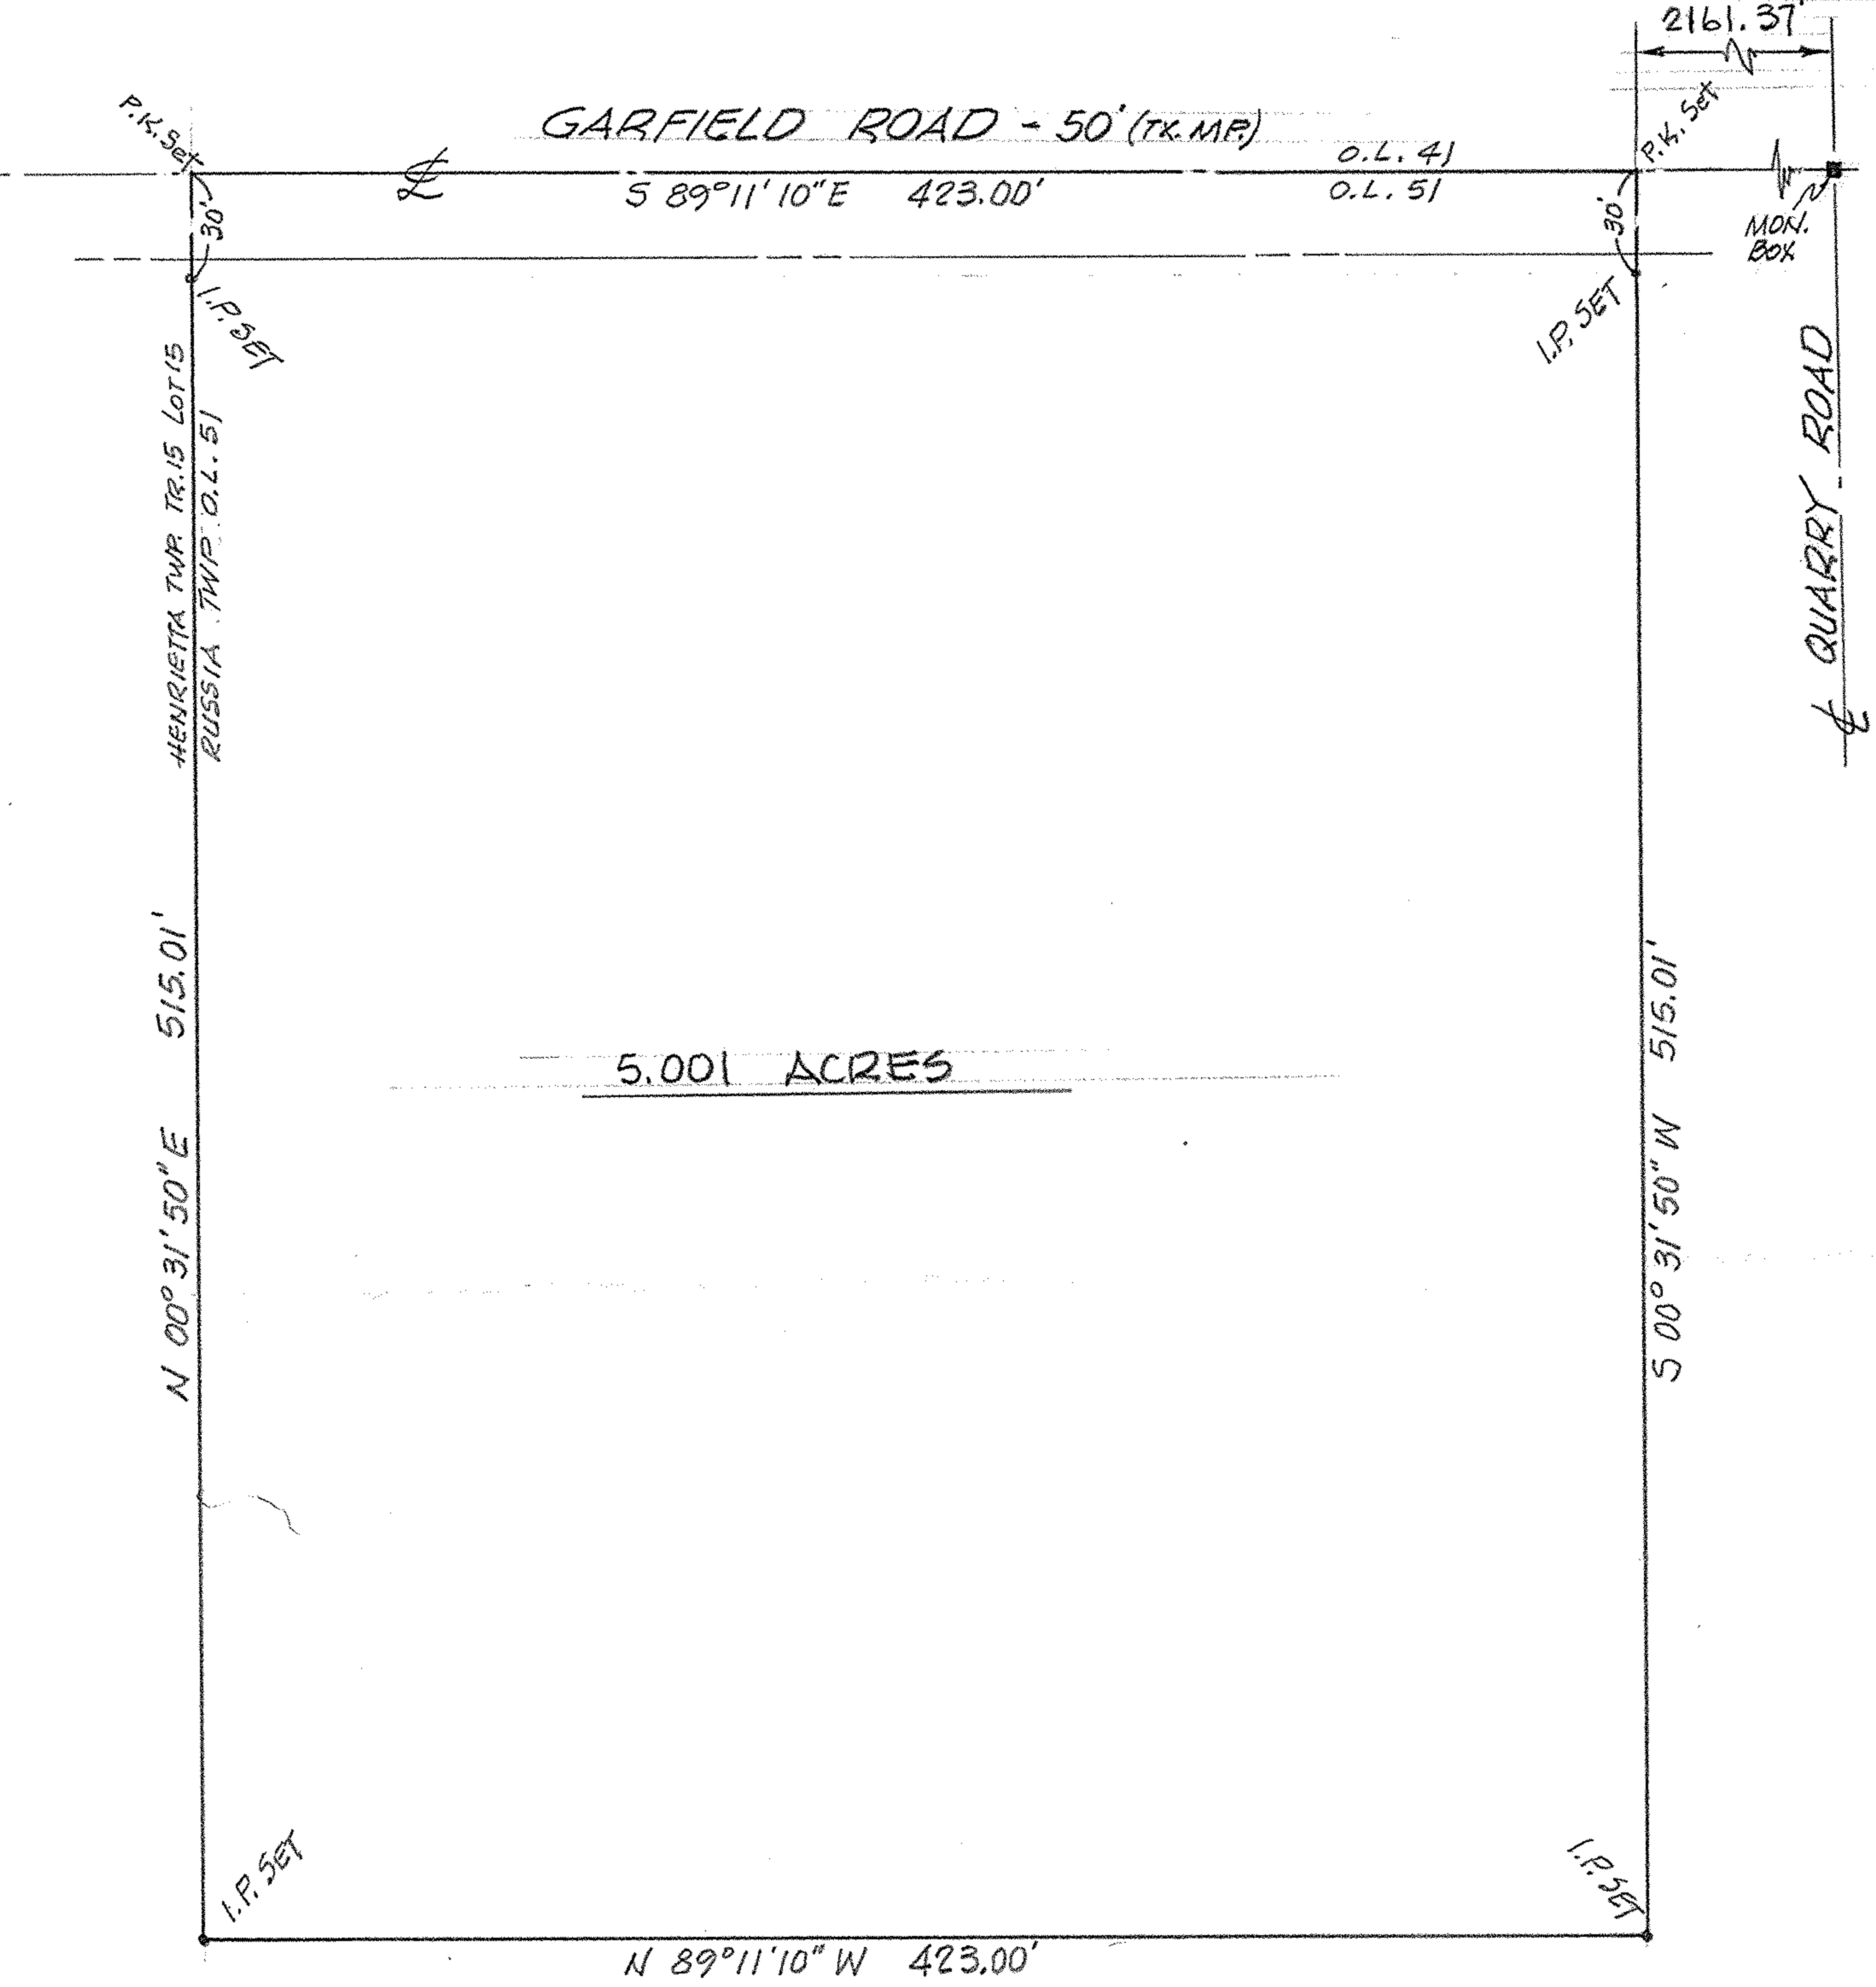 2161.37'
P.K. Set
GARFIELD ROAD - 50' (TX. MP.)
P.K. Set
O.L. 41
℄
S 89°11'10"E 423.00'
O.L. 51
30'
30'
MON.
BOX
I.P. SET
I.P. SET
HENRIETTA TWP. TR.15 LOT 15
RUSSIA TWP. O.L. 51
℄ QUARRY ROAD
N 00° 31' 50" E 515.01'
S 00° 31' 50" W 515.01'
5.001 ACRES
I.P. SET
I.P. SET
N 89°11'10" W 423.00'